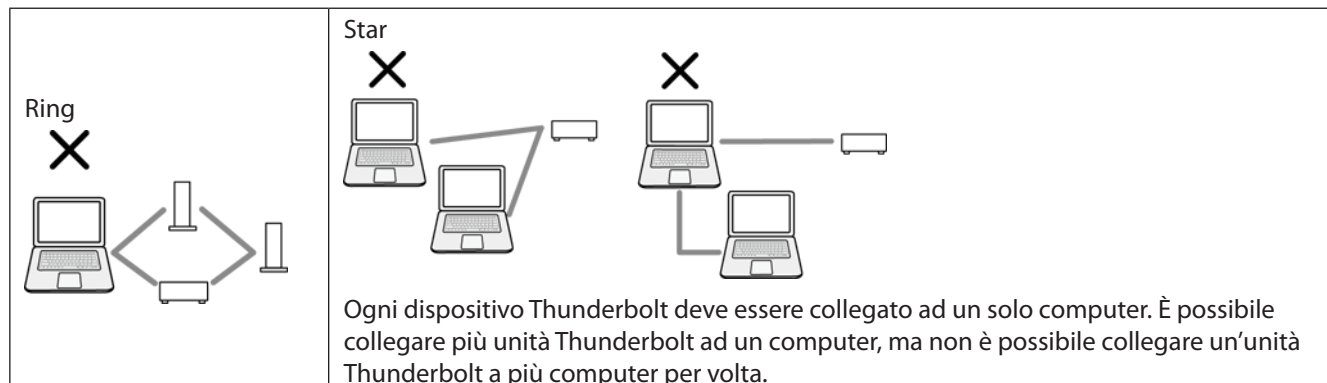 Ring
Star
Ogni dispositivo Thunderbolt deve essere collegato ad un solo computer. È possibile
collegare più unità Thunderbolt ad un computer, ma non è possibile collegare un’unità
Thunderbolt a più computer per volta.